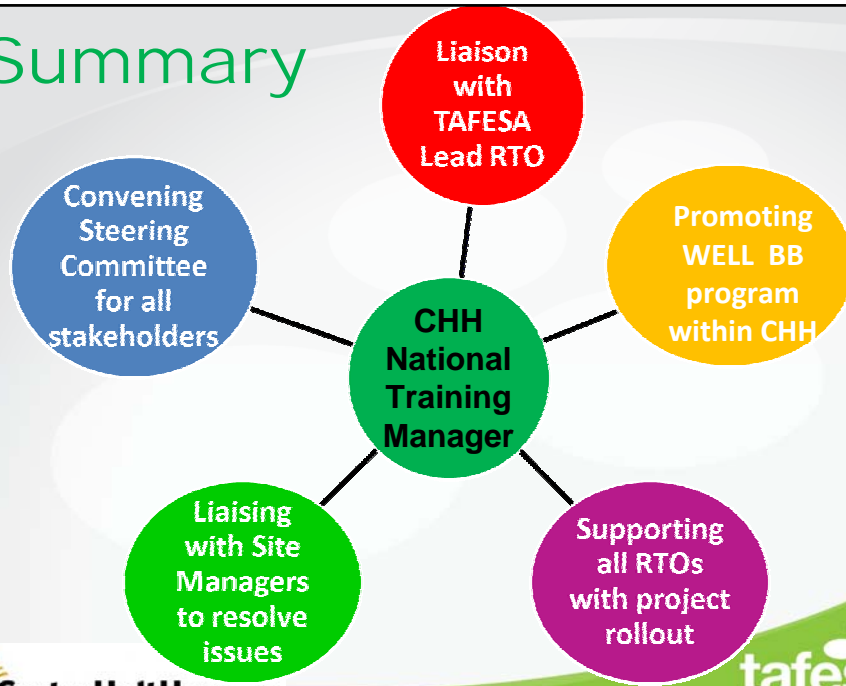 Summary
Liaison
with
TAFESA
Lead RTO
Convening
Steering
Committee
for all
stakeholders
Promoting
WELL BB
program
within CHH
CHH
National
Training
Manager
Liaising
with Site
Managers
to resolve
issues
Supporting
all RTOs
with project
rollout
tafes